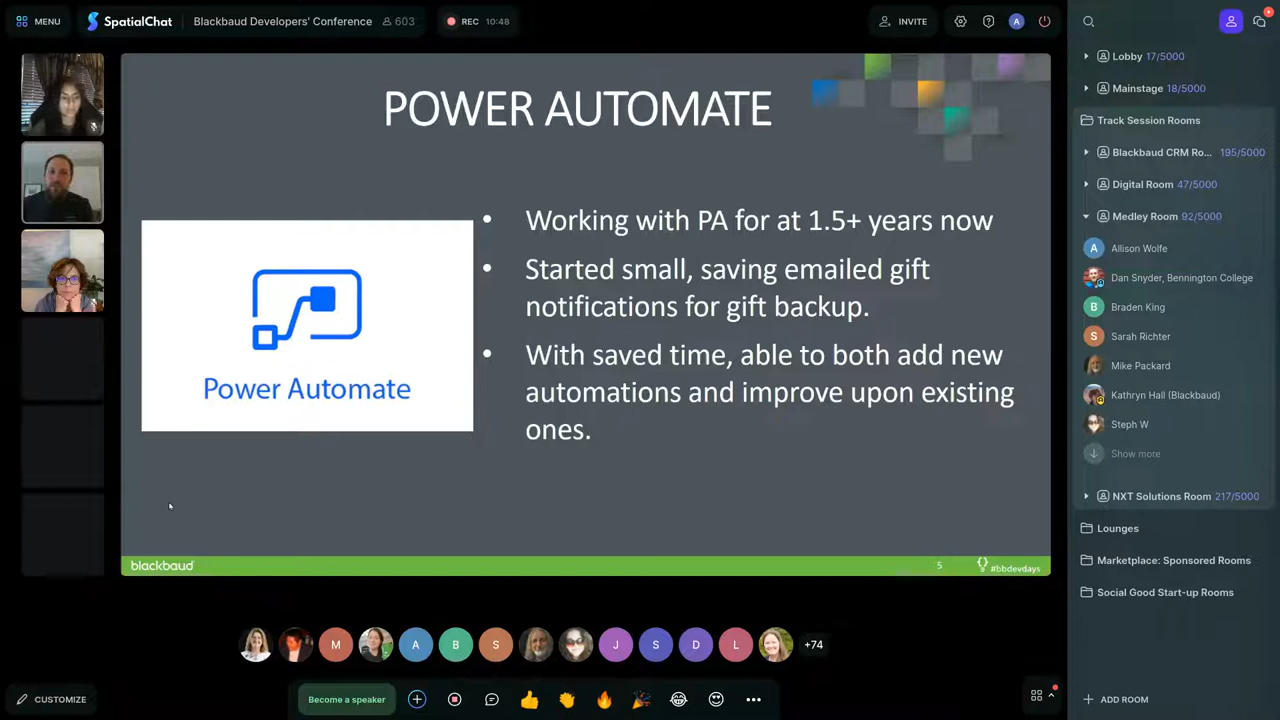 MENU
SpatialChat
Blackbaud Developers' Conference
603
REC
10:48
INVITE
A
POWER AUTOMATE
Power Automate
• Working with PA for at 1.5+ years now
• Started small, saving emailed gift
notifications for gift backup.
• With saved time, able to both add new
automations and improve upon existing
ones.
blackbaud
5
#bbdevdays
M
A
B
S
J
S
D
L
+74
CUSTOMIZE
Become a speaker
Lobby 17/5000
Mainstage 18/5000
Track Session Rooms
Blackbaud CRM Ro... 195/5000
Digital Room 47/5000
Medley Room 92/5000
A Allison Wolfe
Dan Snyder, Bennington College
B Braden King
S Sarah Richter
Mike Packard
Kathryn Hall (Blackbaud)
Steph W
Show more
NXT Solutions Room 217/5000
Lounges
Marketplace: Sponsored Rooms
Social Good Start-up Rooms
ADD ROOM